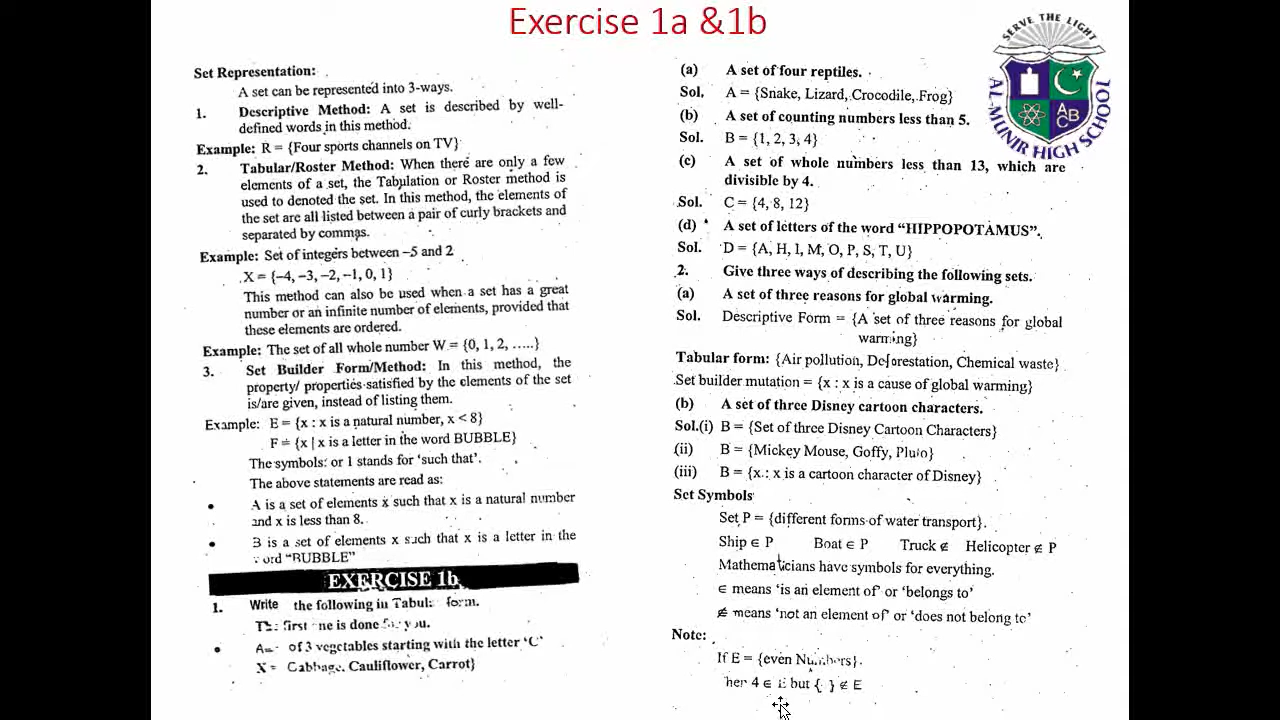 Exercise 1a &1b
Set Representation:
A set can be represented into 3-ways.
1. Descriptive Method: A set is described by well-
defined words in this method.
Example: R = {Four sports channels on TV}
2. Tabular/Roster Method: When there are only a few
elements of a set, the Tabulation or Roster method is
used to denoted the set. In this method, the elements of
the set are all listed between a pair of curly brackets and
separated by commas.
Example: Set of integers between –5 and 2
X = {–4, –3, –2, –1, 0, 1}
This method can also be used when a set has a great
number or an infinite number of elements, provided that
these elements are ordered.
Example: The set of all whole number W = {0, 1, 2, .....}
3. Set Builder Form/Method: In this method, the
property/ properties satisfied by the elements of the set
is/are given, instead of listing them.
Example: E = {x : x is a natural number, x < 8}
F = {x | x is a letter in the word BUBBLE}
The symbols: or 1 stands for 'such that'.
The above statements are read as:
• A is a set of elements x such that x is a natural number
and x is less than 8.
• B is a set of elements x such that x is a letter in the
"BUBBLE"
EXERCISE 1b
1. Write the following in form.
first you.
• of 3 vegetables starting with the letter 'C'
X = Cabbage, Cauliflower, Carrot}
(a) A set of four reptiles.
Sol. A = {Snake, Lizard, Crocodile, Frog}
(b) A set of counting numbers less than 5.
Sol. B = {1, 2, 3, 4}
(c) A set of whole numbers less than 13, which are
divisible by 4.
Sol. C = {4, 8, 12}
(d) A set of letters of the word "HIPPOPOTAMUS".
Sol. D = {A, H, I, M, O, P, S, T, U}
2. Give three ways of describing the following sets.
(a) A set of three reasons for global warming.
Sol. Descriptive Form = {A set of three reasons for global
warming}
Tabular form: {Air pollution, Deforestation, Chemical waste}
Set builder mutation = {x : x is a cause of global warming}
(b) A set of three Disney cartoon characters.
Sol.(i) B = {Set of three Disney Cartoon Characters}
(ii) B = {Mickey Mouse, Goffy, Pluto}
(iii) B = {x : x is a cartoon character of Disney}
Set Symbols
Set P = {different forms of water transport}.
Ship ∈ P Boat ∈ P Truck ∉ Helicopter ∉ P
Mathematicians have symbols for everything.
∈ means 'is an element of' or 'belongs to'
∉ means 'not an element of' or 'does not belong to'
Note:
If E = {even Numbers}.
4 ∈ E but { } ∉ E
SERVE THE LIGHT
A B C
AL-MUNIR HIGH SCHOOL